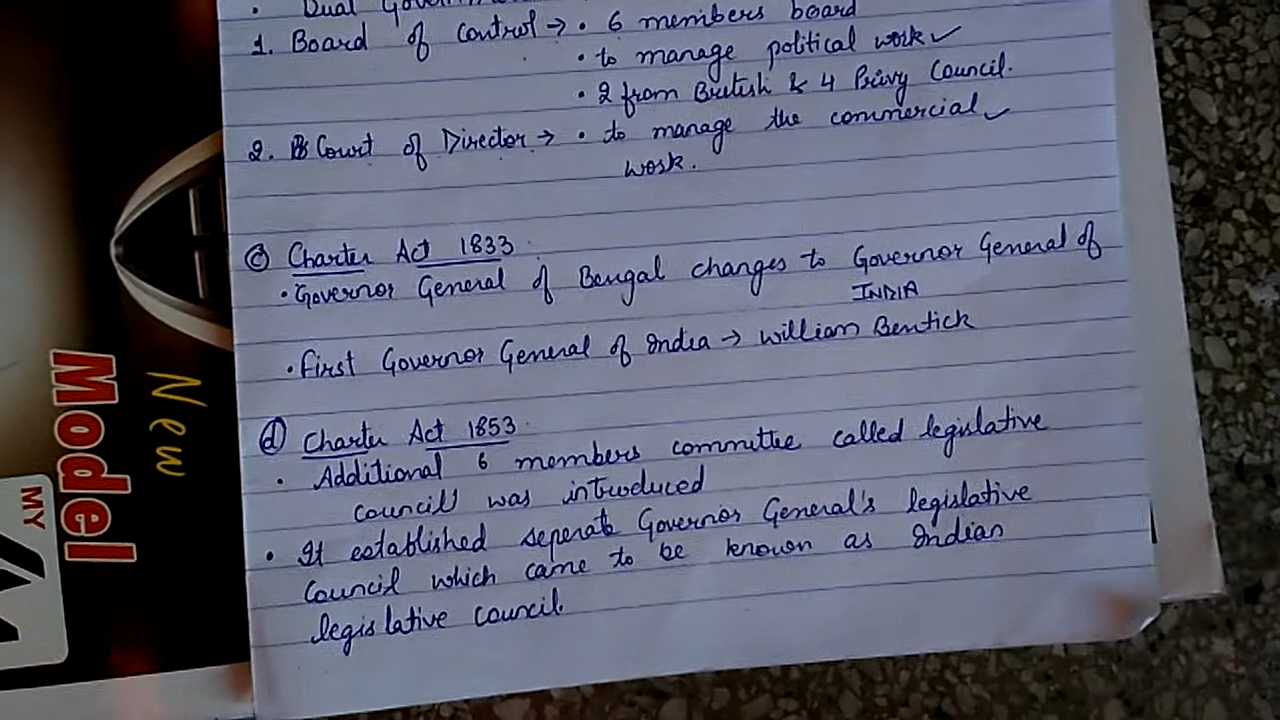 • Dual
1. Board of Control → • 6 members board
• to manage political work ✓
• 2 from British & 4 Privy Council.
2. Court of Director → • to manage the commercial ✓
work.
c) Charter Act 1833
• Governor General of Bengal changes to Governor General of
INDIA
• First Governor General of India → William Bentick
d) Charter Act 1853
• Additional 6 members committee called legislative
Council was introduced
• It established seperate Governor General's legislative
Council which came to be known as Indian
legislative council.
New
Model
MY